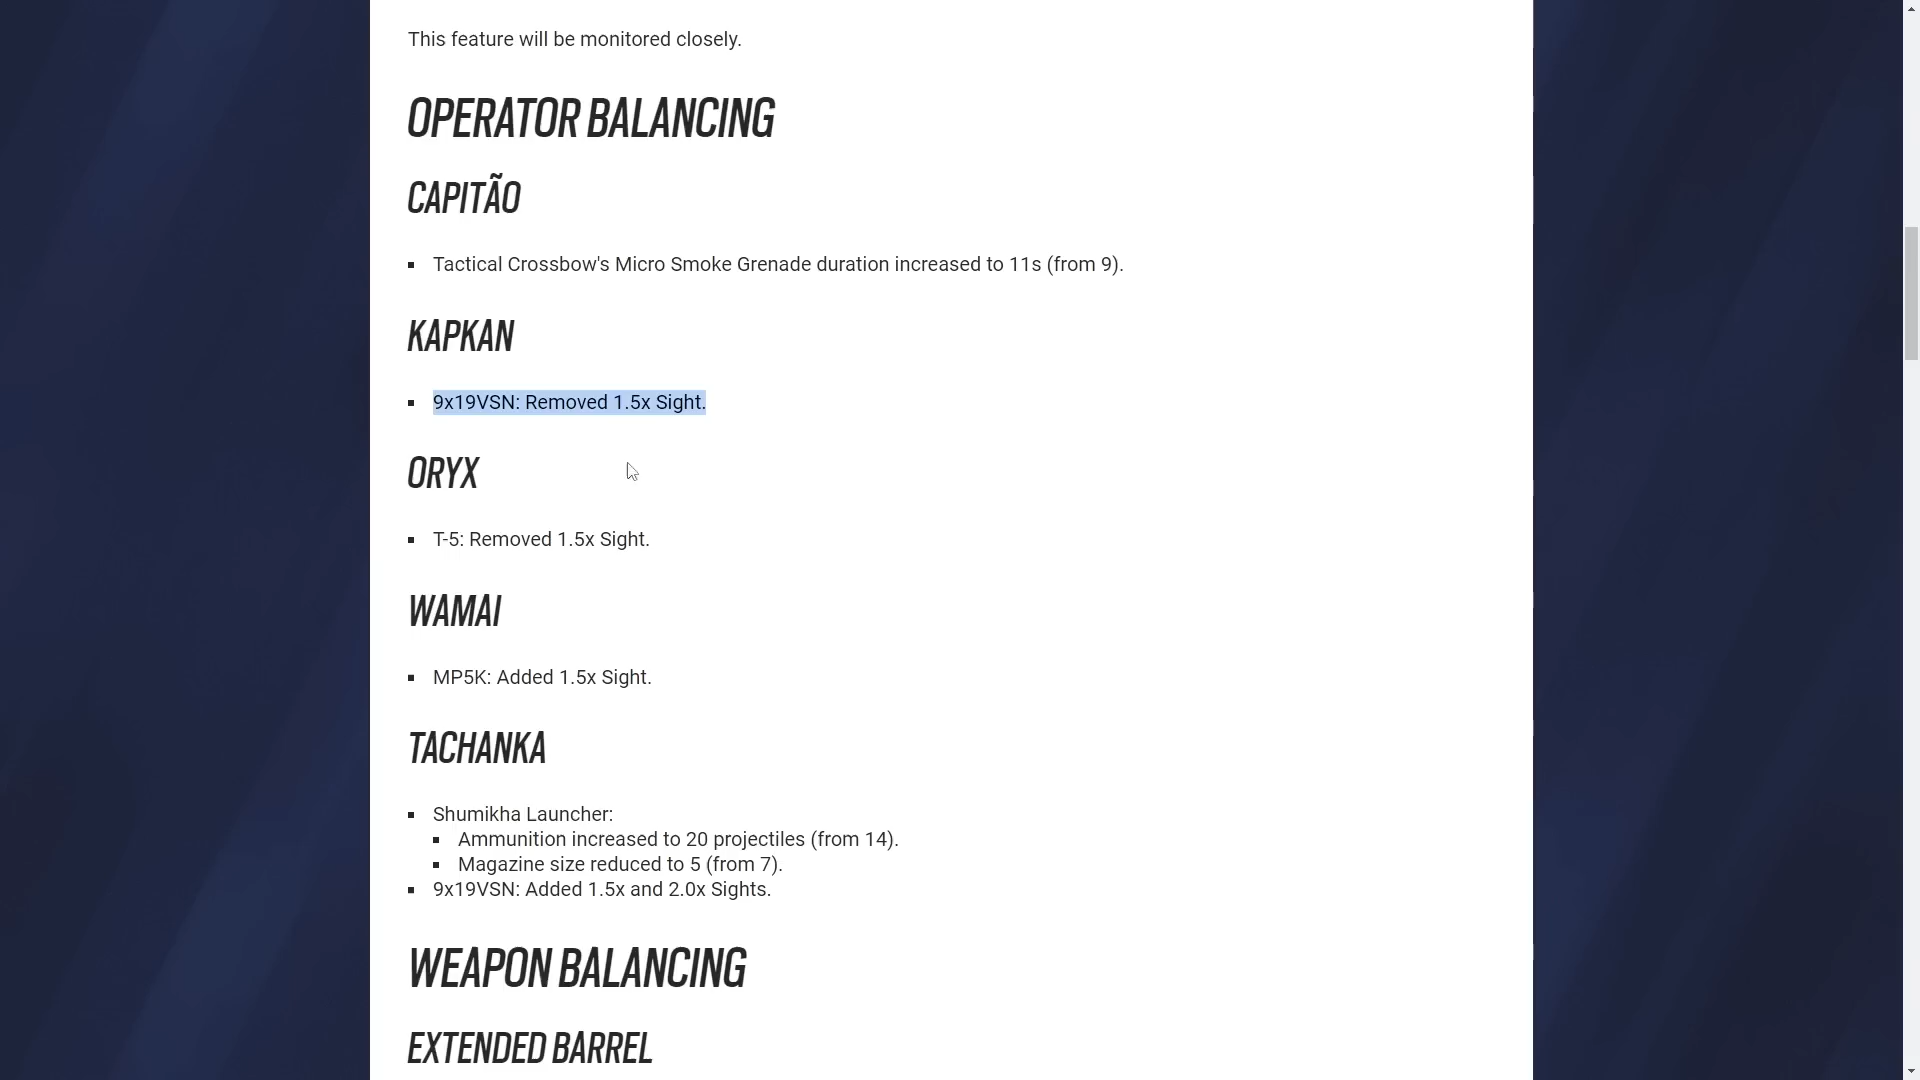 This feature will be monitored closely.
OPERATOR BALANCING
CAPITÃO
Tactical Crossbow's Micro Smoke Grenade duration increased to 11s (from 9).
KAPKAN
9x19VSN: Removed 1.5x Sight.
ORYX
T-5: Removed 1.5x Sight.
WAMAI
MP5K: Added 1.5x Sight.
TACHANKA
Shumikha Launcher:
Ammunition increased to 20 projectiles (from 14).
Magazine size reduced to 5 (from 7).
9x19VSN: Added 1.5x and 2.0x Sights.
WEAPON BALANCING
EXTENDED BARREL